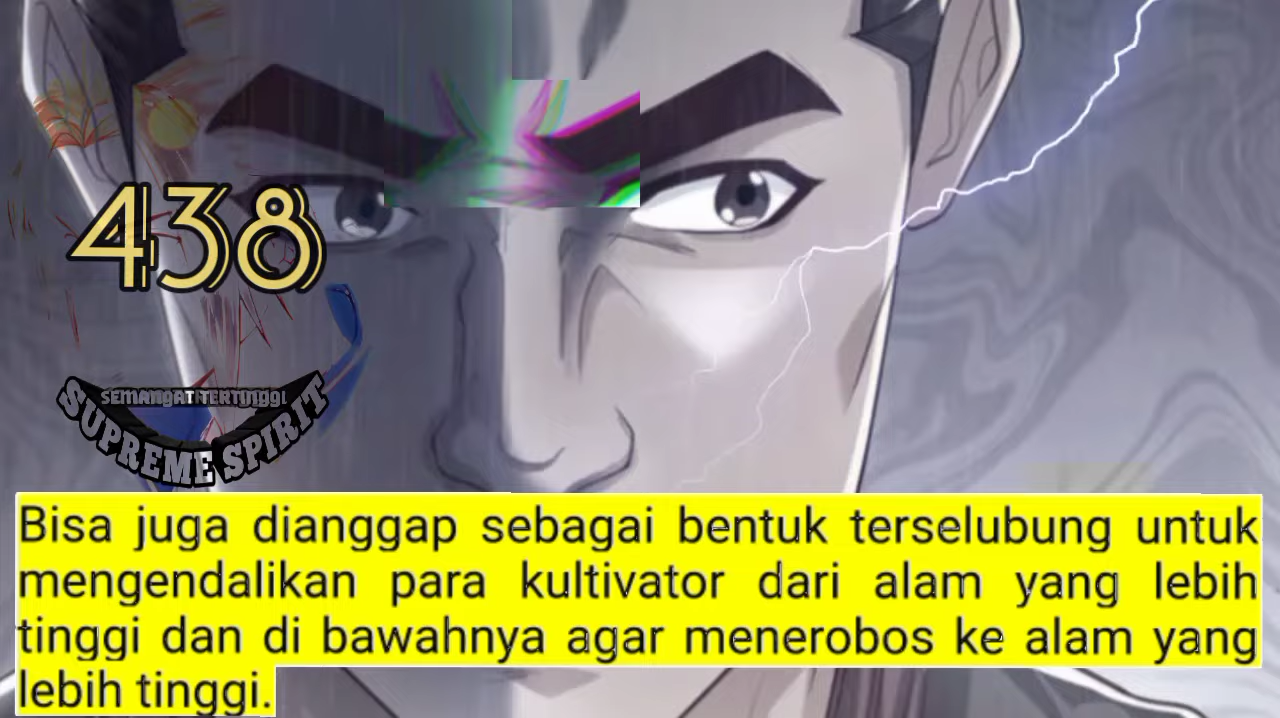 438
SEMANGAT TERTINGGI
SUPREME SPIRIT
Bisa juga dianggap sebagai bentuk terselubung untuk
mengendalikan para kultivator dari alam yang lebih
tinggi dan di bawahnya agar menerobos ke alam yang
lebih tinggi.